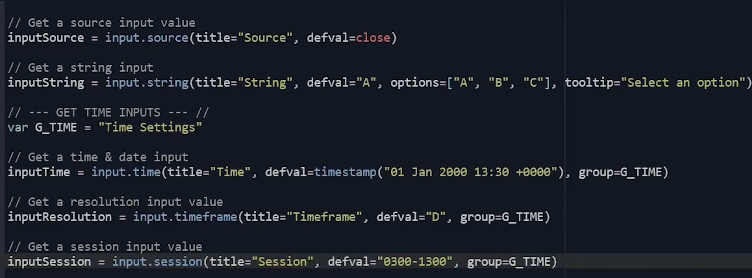 // Get a source input value
inputSource = input.source(title="Source", defval=close)
// Get a string input
inputString = input.string(title="String", defval="A", options=["A", "B", "C"], tooltip="Select an option")
// --- GET TIME INPUTS --- //
var G_TIME = "Time Settings"
// Get a time & date input
inputTime = input.time(title="Time", defval=timestamp("01 Jan 2000 13:30 +0000"), group=G_TIME)
// Get a resolution input value
inputResolution = input.timeframe(title="Timeframe", defval="D", group=G_TIME)
// Get a session input value
inputSession = input.session(title="Session", defval="0300-1300", group=G_TIME)